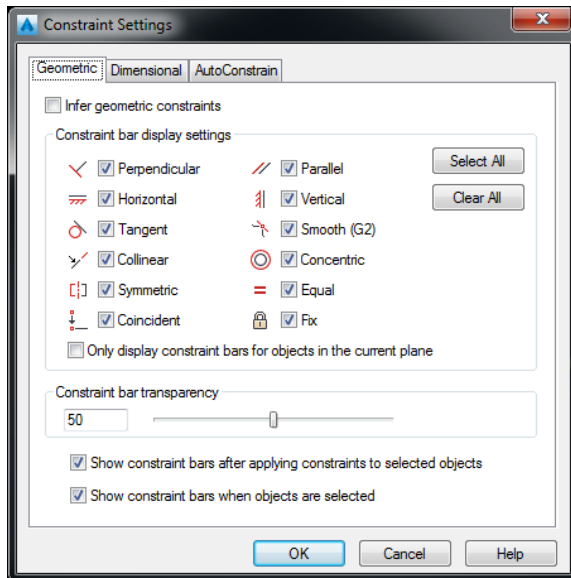 Constraint Settings
Geometric Dimensional AutoConstrain
Infer geometric constraints
Constraint bar display settings
Perpendicular Parallel Select All
Horizontal Vertical Clear All
Tangent Smooth (G2)
Collinear Concentric
Symmetric Equal
Coincident Fix
Only display constraint bars for objects in the current plane
Constraint bar transparency
50
Show constraint bars after applying constraints to selected objects
Show constraint bars when objects are selected
OK Cancel Help